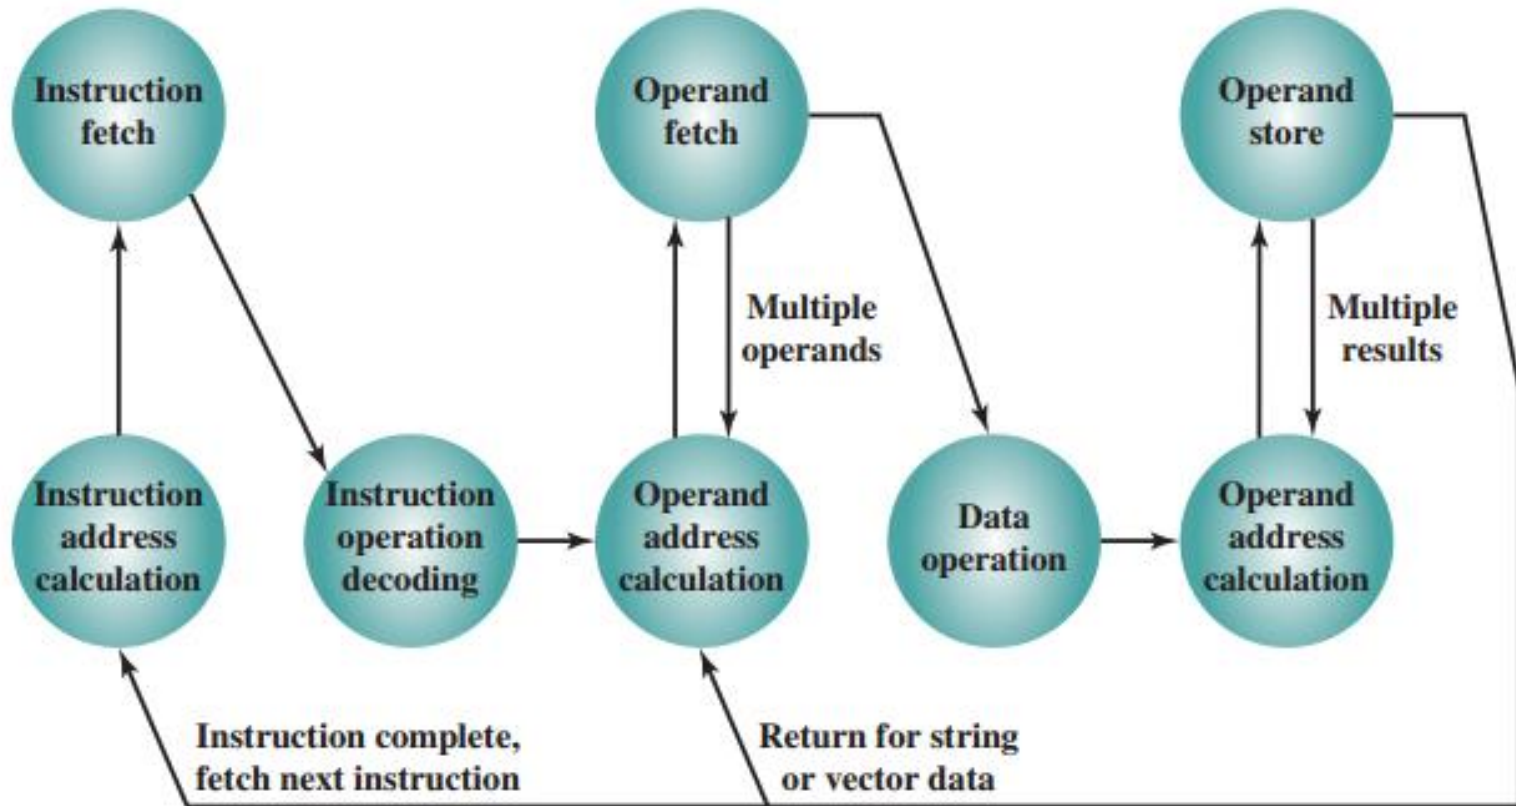 Instruction
fetch
Operand
fetch
Operand
store
Multiple
operands
Multiple
results
Instruction
address
calculation
Instruction
operation
decoding
Operand
address
calculation
Data
operation
Operand
address
calculation
Instruction complete,
fetch next instruction
Return for string
or vector data